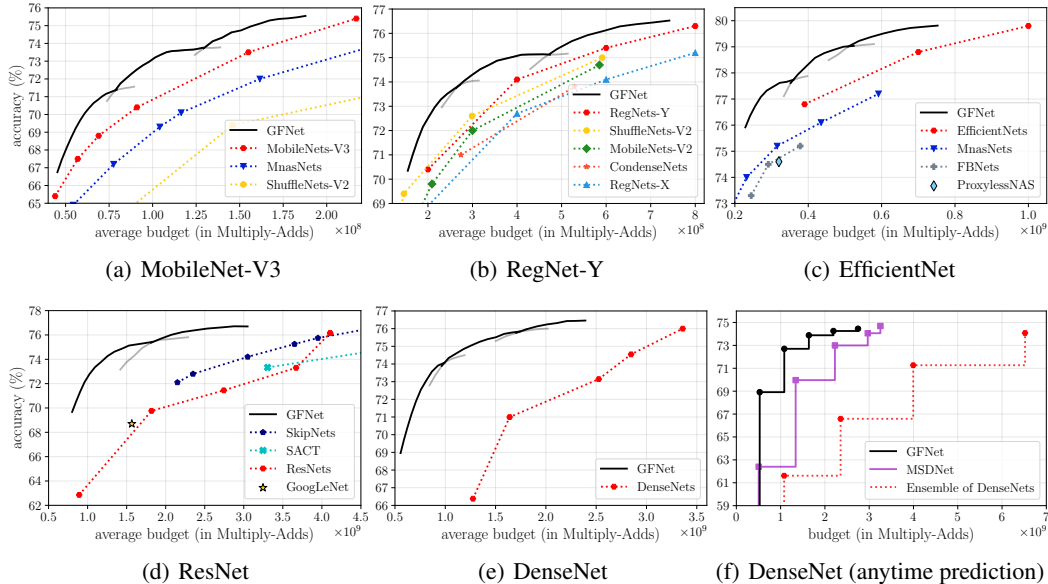 76
75
74
73
72
71
70
69
68
67
66
65
accuracy (%)
GFNet
MobileNets-V3
MnasNets
ShuffleNets-V2
0.50 0.75 1.00 1.25 1.50 1.75 2.00
×10⁸
average budget (in Multiply-Adds)
(a) MobileNet-V3
77
76
75
74
73
72
71
70
69
GFNet
RegNets-Y
ShuffleNets-V2
MobileNets-V2
CondenseNets
RegNets-X
2 3 4 5 6 7 8
×10⁸
average budget (in Multiply-Adds)
(b) RegNet-Y
80
79
78
77
76
75
74
73
GFNet
EfficientNets
MnasNets
FBNets
ProxylessNAS
0.2 0.4 0.6 0.8 1.0
×10⁹
average budget (in Multiply-Adds)
(c) EfficientNet
78
76
74
72
70
68
66
64
62
accuracy (%)
GFNet
SkipNets
SACT
ResNets
GoogLeNet
0.5 1.0 1.5 2.0 2.5 3.0 3.5 4.0 4.5
×10⁹
average budget (in Multiply-Adds)
(d) ResNet
77
76
75
74
73
72
71
70
69
68
67
66
GFNet
DenseNets
0.5 1.0 1.5 2.0 2.5 3.0 3.5
×10⁹
average budget (in Multiply-Adds)
(e) DenseNet
75
73
71
69
67
65
63
61
59
GFNet
MSDNet
Ensemble of DenseNets
0 1 2 3 4 5 6 7
×10⁹
budget (in Multiply-Adds)
(f) DenseNet (anytime prediction)